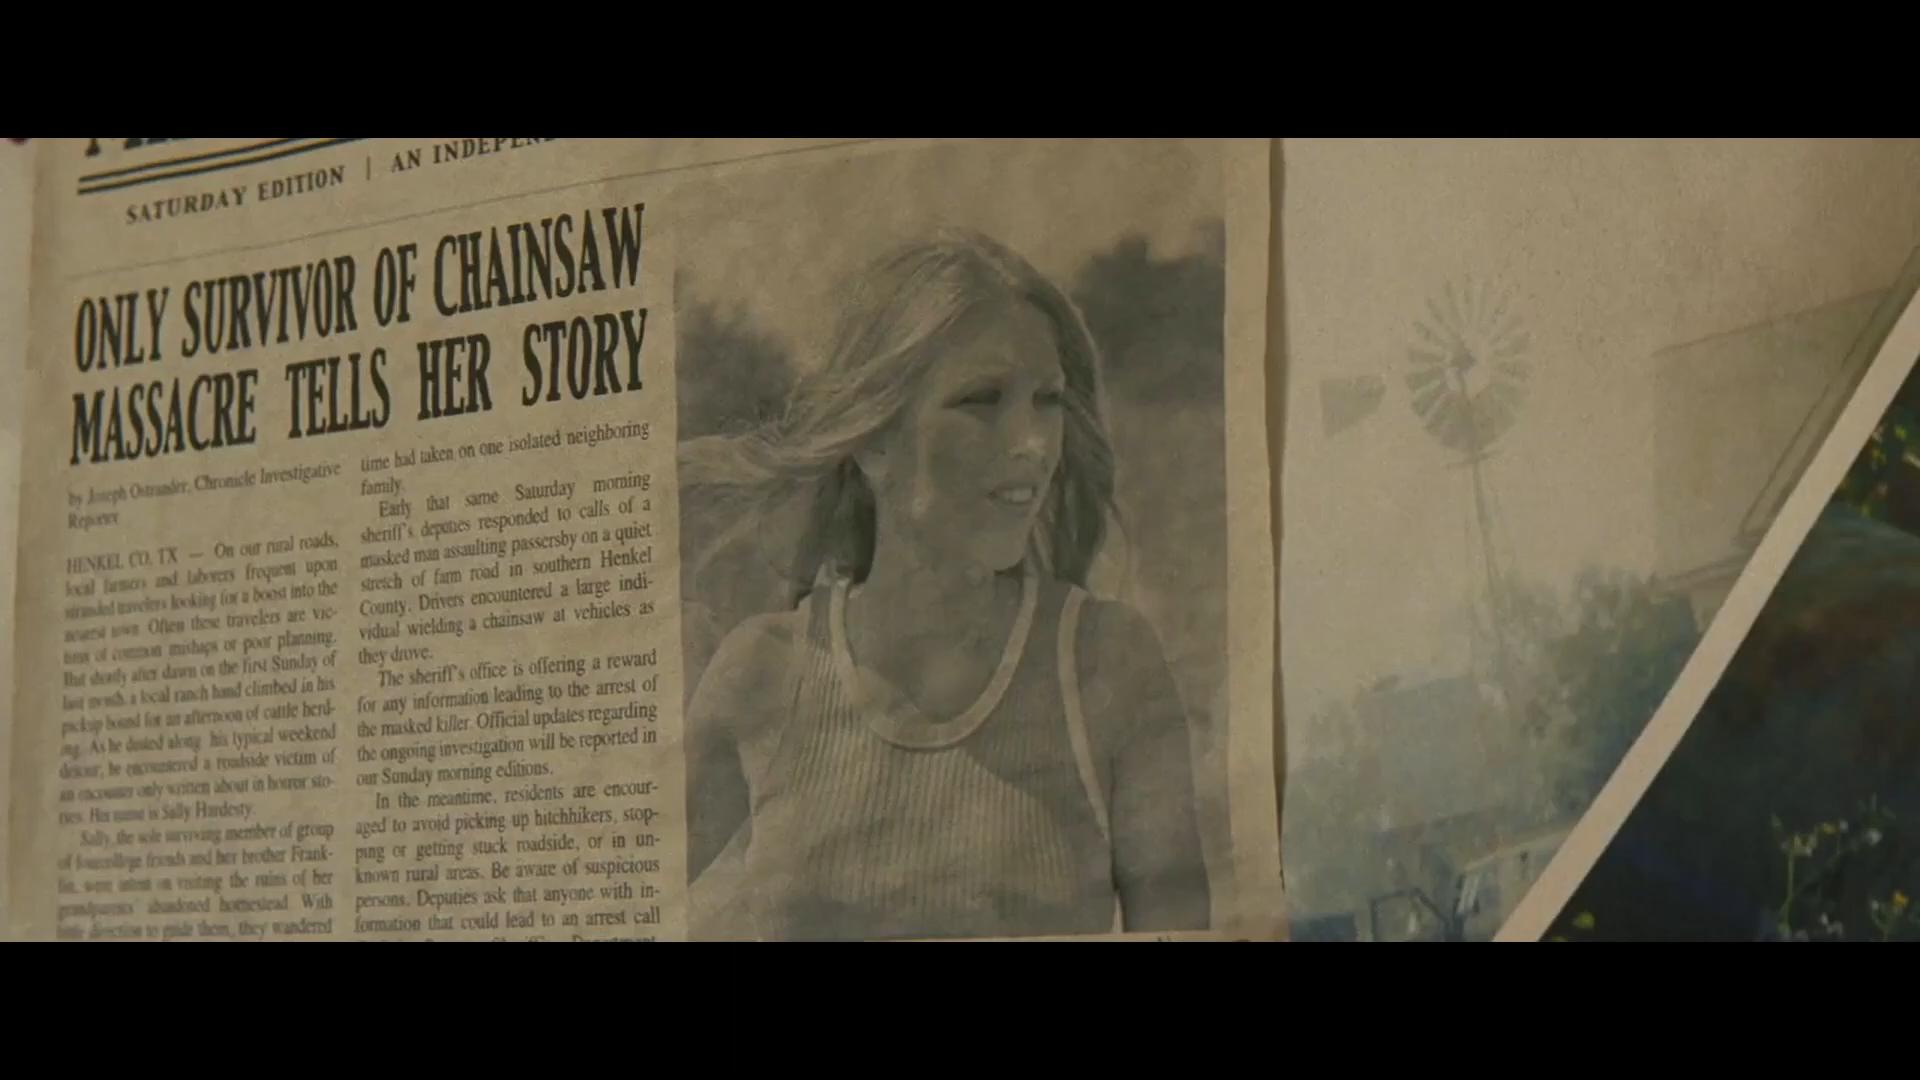 SATURDAY EDITION | AN INDEPEN
ONLY SURVIVOR OF CHAINSAW
MASSACRE TELLS HER STORY
by Joseph Ostrander, Chronicle Investigative
Reporter
HENKEL CO, TX — On our rural roads,
local farmers and laborers frequent upon
stranded travelers looking for a boost into the
nearest town. Often these travelers are vic-
tims of common mishaps or poor planning.
But shortly after dawn on the first Sunday of
last month, a local ranch hand climbed in his
pickup bound for an afternoon of cattle herd-
ing. As he dusted along his typical weekend
detour, he encountered a roadside victim of
an encounter only written about in horror sto-
ries. Her name is Sally Hardesty.
Sally, the sole surviving member of group
of four college friends and her brother Frank-
lin, were intent on visiting the ruins of her
grandparents' abandoned homestead. With
little direction to guide them, they wandered
time had taken on one isolated neighboring
family.
Early that same Saturday morning
sheriff's deputies responded to calls of a
masked man assaulting passersby on a quiet
stretch of farm road in southern Henkel
County. Drivers encountered a large indi-
vidual wielding a chainsaw at vehicles as
they drove.
The sheriff's office is offering a reward
for any information leading to the arrest of
the masked killer. Official updates regarding
the ongoing investigation will be reported in
our Sunday morning editions.
In the meantime, residents are encour-
aged to avoid picking up hitchhikers, stop-
ping or getting stuck roadside, or in un-
known rural areas. Be aware of suspicious
persons. Deputies ask that anyone with in-
formation that could lead to an arrest call